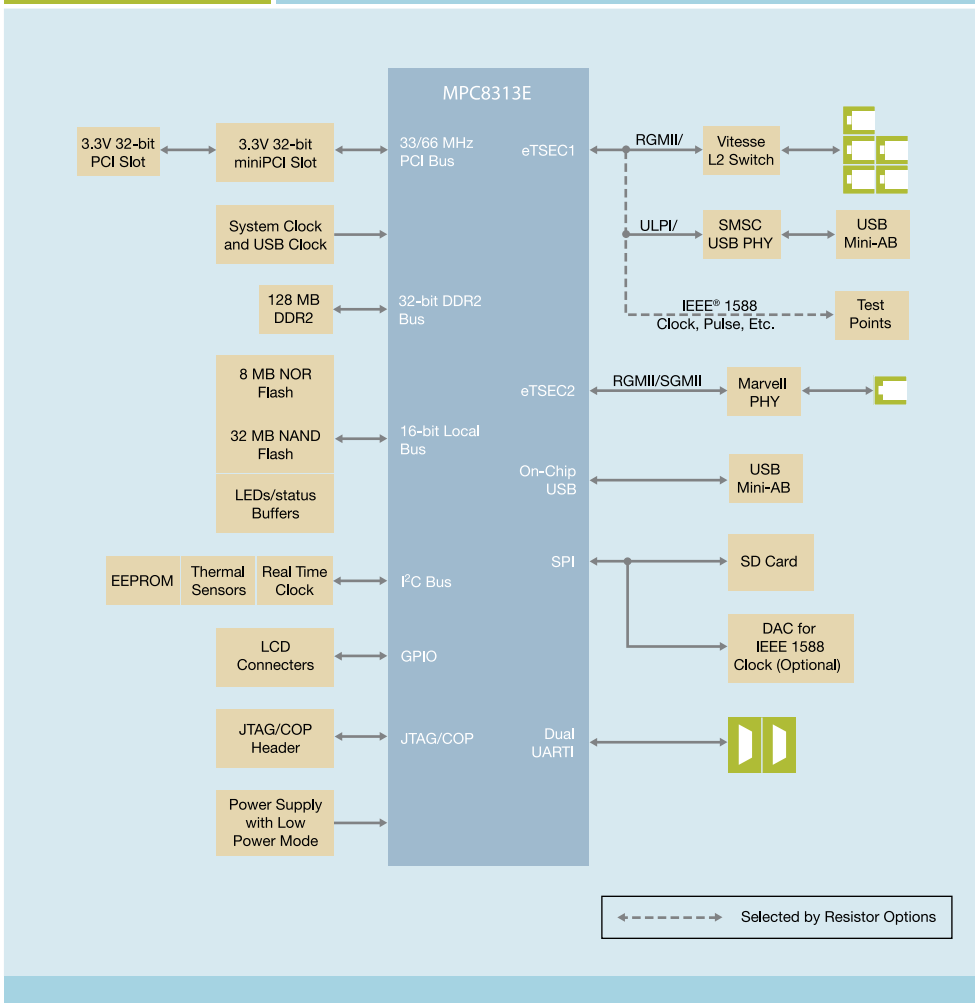 MPC8313E
3.3V 32-bit
PCI Slot
3.3V 32-bit
miniPCI Slot
33/66 MHz
PCI Bus
System Clock
and USB Clock
128 MB
DDR2
32-bit DDR2
Bus
8 MB NOR
Flash
32 MB NAND
Flash
LEDs/status
Buffers
16-bit Local
Bus
EEPROM
Thermal
Sensors
Real Time
Clock
I²C Bus
LCD
Connecters
GPIO
JTAG/COP
Header
JTAG/COP
Power Supply
with Low
Power Mode
eTSEC1
RGMII/
Vitesse
L2 Switch
ULPI/
SMSC
USB PHY
USB
Mini-AB
IEEE® 1588
Clock, Pulse, Etc.
Test
Points
eTSEC2
RGMII/SGMII
Marvell
PHY
On-Chip
USB
USB
Mini-AB
SPI
SD Card
DAC for
IEEE 1588
Clock (Optional)
Dual
UARTI
Selected by Resistor Options